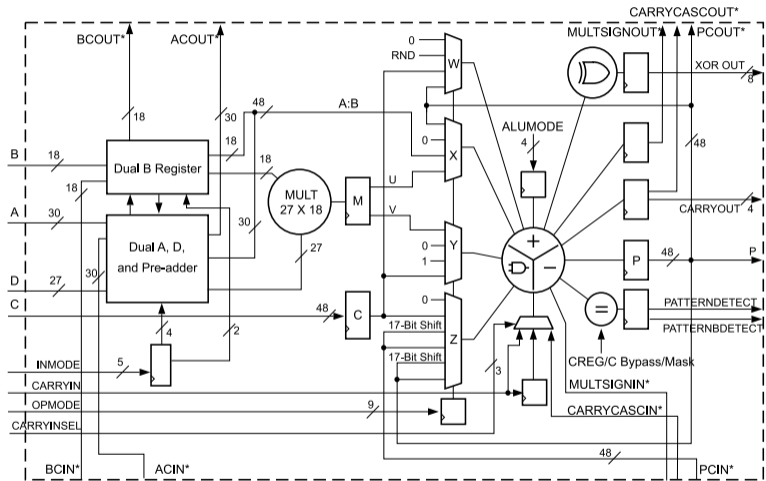 CARRYCASCOUT*
BCOUT* ACOUT* MULTSIGNOUT* PCOUT*
0
RND
W
XOR OUT
8
18 30 48 A:B
18
0
X
ALUMODE
4
48
B 18
Dual B Register
18
18
MULT
27 X 18
M
U
V
CARRYOUT 4
A 30
30
27
Dual A, D,
and Pre-adder
30
D 27
0
1
Y
+
−
P
48
P
C
48
C
0
17-Bit Shift
17-Bit Shift
Z
=
PATTERNDETECT
PATTERNBDETECT
4
2
3
CREG/C Bypass/Mask
INMODE 5
CARRYIN
OPMODE 9
CARRYINSEL
MULTSIGNIN*
CARRYCASCIN*
48
BCIN* ACIN* PCIN*